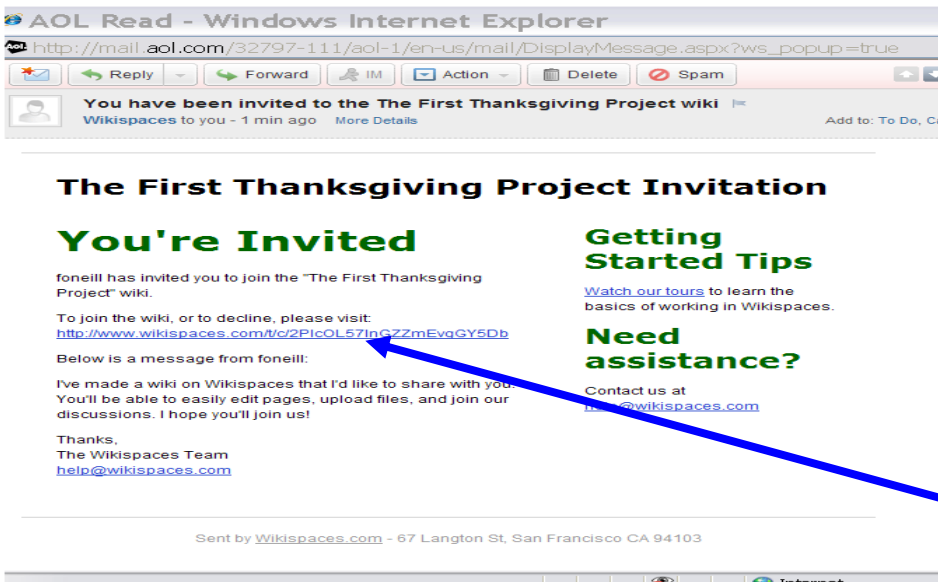 AOL Read - Windows Internet Explorer
http://mail.aol.com/32797-111/aol-1/en-us/mail/DisplayMessage.aspx?ws_popup=true
Reply Forward IM Action Delete Spam
You have been invited to the The First Thanksgiving Project wiki
Wikispaces to you - 1 min ago More Details
Add to: To Do,
The First Thanksgiving Project Invitation
You're Invited
foneill has invited you to join the "The First Thanksgiving
Project" wiki.
To join the wiki, or to decline, please visit:
http://www.wikispaces.com/t/c/2PIcOL57InGZZmEvqGY5Db
Below is a message from foneill:
I've made a wiki on Wikispaces that I'd like to share with you.
You'll be able to easily edit pages, upload files, and join our
discussions. I hope you'll join us!
Thanks,
The Wikispaces Team
help@wikispaces.com
Getting
Started Tips
Watch our tours to learn the
basics of working in Wikispaces.
Need
assistance?
Contact us at
help@wikispaces.com
Sent by Wikispaces.com - 67 Langton St, San Francisco CA 94103